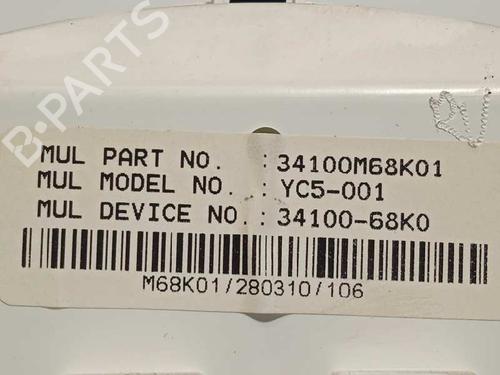 B-PARTS
MUL PART NO. :34100M68K01
MUL MODEL NO. :YC5-001
MUL DEVICE NO.:34100-68K0
M68K01/280310/106